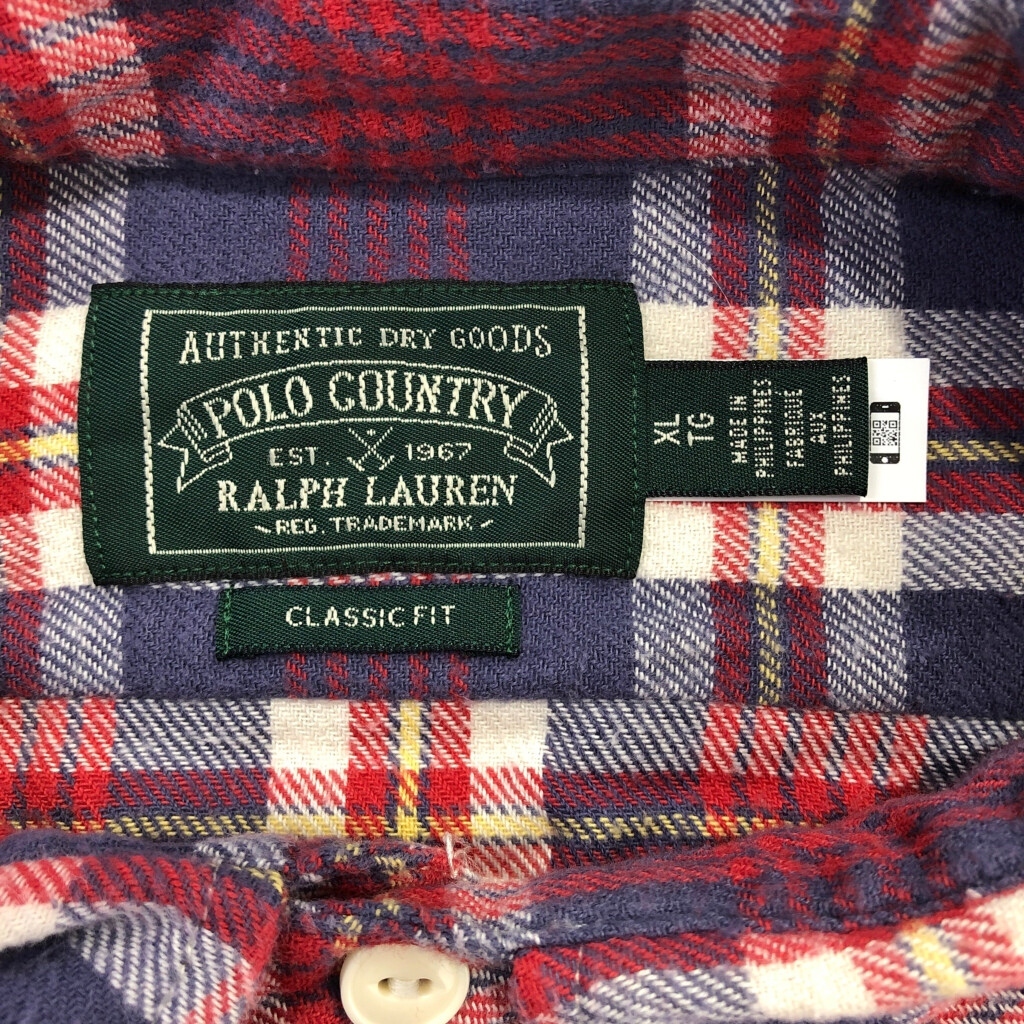 AUTHENTIC DRY GOODS
POLO COUNTRY
EST. 1967
RALPH LAUREN
REG. TRADEMARK
CLASSIC FIT
XL
TG
MADE IN
PHILIPPINES
FABRIQUÉ
AUX
PHILIPPINES